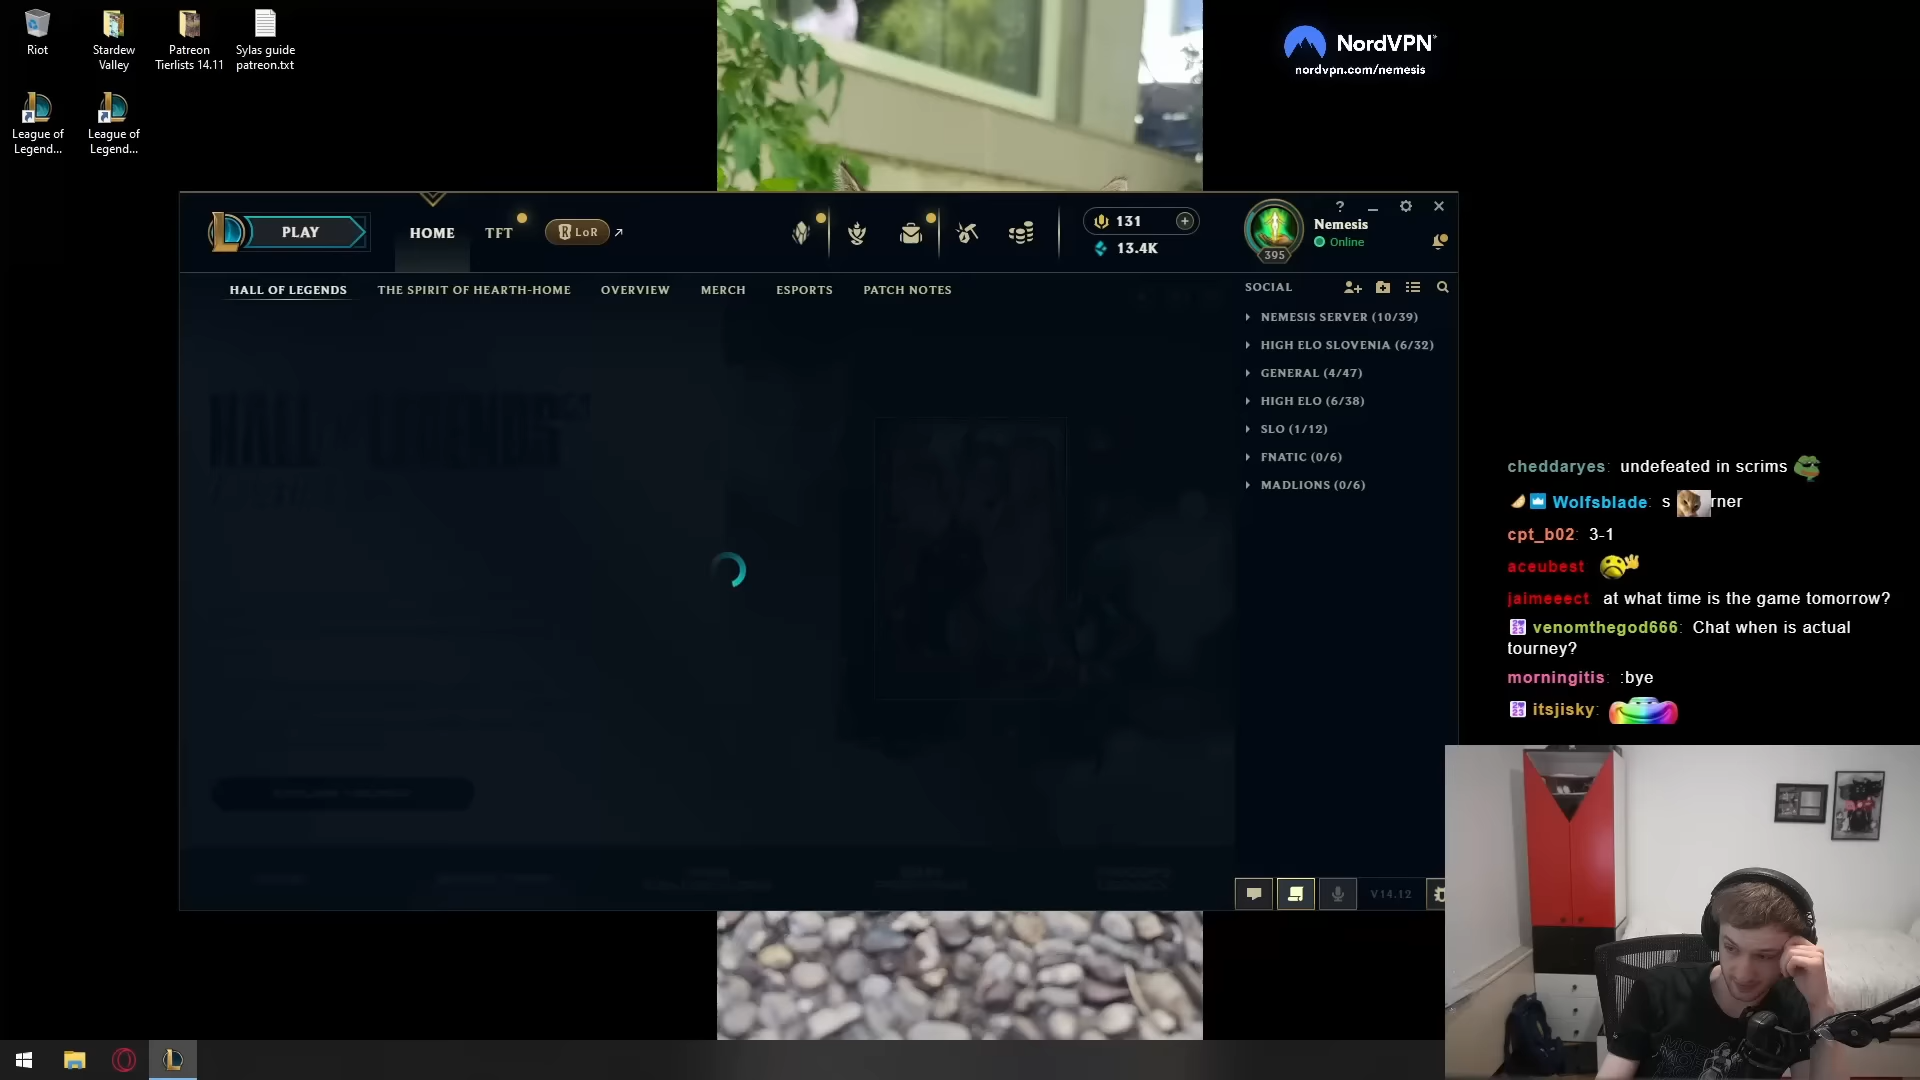 Riot
Stardew
Valley
Patreon
Tierlists 14.11
Sylas guide
patreon.txt
League of
Legend...
League of
Legend...
NordVPN
nordvpn.com/nemesis
PLAY
HOME
TFT
LoR
131
13.4K
395
Nemesis
Online
?
HALL OF LEGENDS
THE SPIRIT OF HEARTH-HOME
OVERVIEW
MERCH
ESPORTS
PATCH NOTES
SOCIAL
NEMESIS SERVER (10/39)
HIGH ELO SLOVENIA (6/32)
GENERAL (4/47)
HIGH ELO (6/38)
SLO (1/12)
FNATIC (0/6)
MADLIONS (0/6)
HALL OF LEGENDS
V14.12
cheddaryes: undefeated in scrims
Wolfsblade: s rner
cpt_b02: 3-1
aceubest
jaimeeect at what time is the game tomorrow?
venomthegod666: Chat when is actual
tourney?
morningitis: :bye
itsjisky: